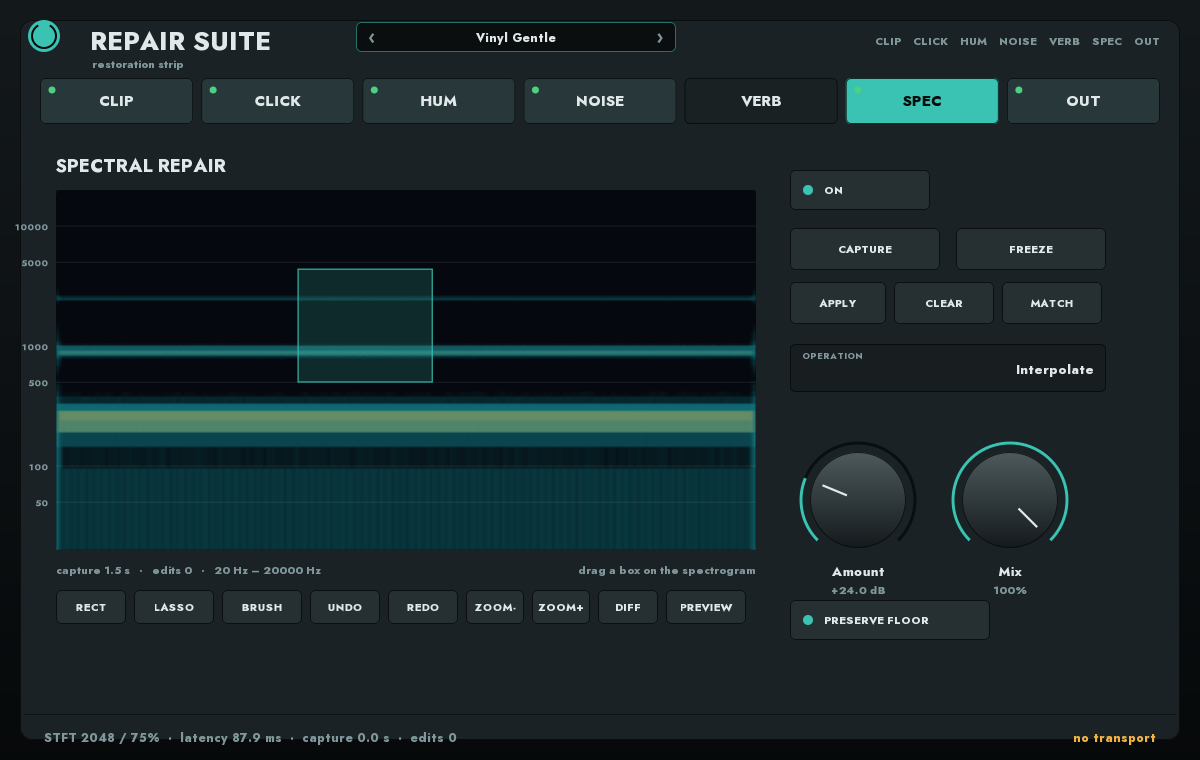 REPAIR SUITE
restoration strip
‹ Vinyl Gentle ›
CLIP CLICK HUM NOISE VERB SPEC OUT
CLIP CLICK HUM NOISE VERB SPEC OUT
SPECTRAL REPAIR
10000
5000
1000
500
100
50
capture 1.5 s · edits 0 · 20 Hz – 20000 Hz
drag a box on the spectrogram
RECT LASSO BRUSH UNDO REDO ZOOM- ZOOM+ DIFF PREVIEW
ON
CAPTURE FREEZE
APPLY CLEAR MATCH
OPERATION
Interpolate
Amount Mix
+24.0 dB 100%
PRESERVE FLOOR
STFT 2048 / 75% · latency 87.9 ms · capture 0.0 s · edits 0
no transport